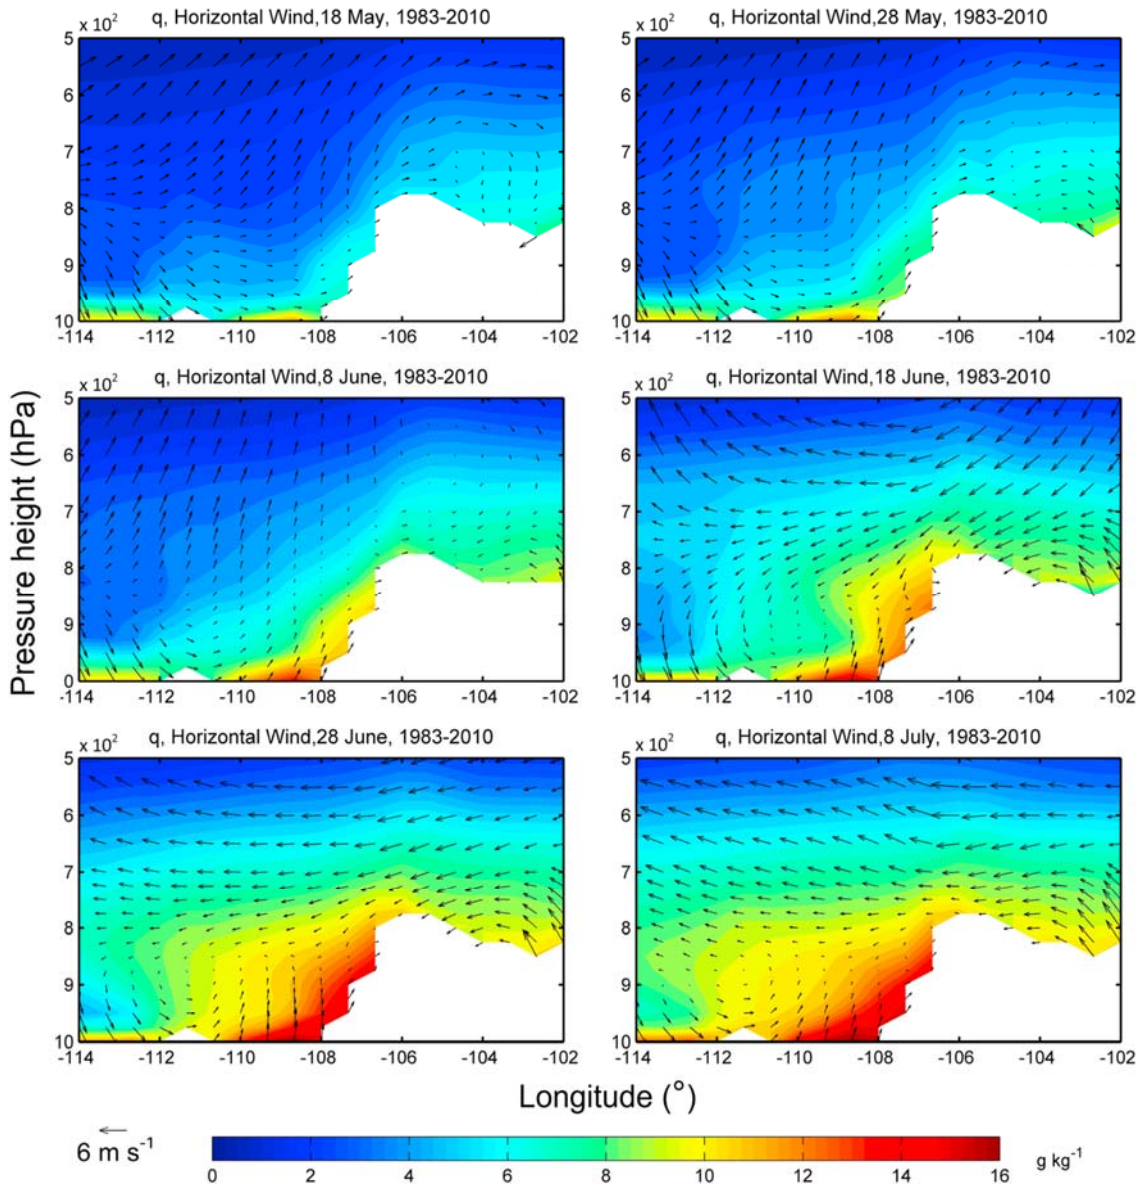 q, Horizontal Wind,18 May, 1983-2010
q, Horizontal Wind,28 May, 1983-2010
x 10²
x 10²
5
6
7
8
9
10
5
6
7
8
9
10
-114 -112 -110 -108 -106 -104 -102
-114 -112 -110 -108 -106 -104 -102
q, Horizontal Wind,8 June, 1983-2010
q, Horizontal Wind,18 June, 1983-2010
x 10²
x 10²
5
6
7
8
9
0
5
6
7
8
9
10
-114 -112 -110 -108 -106 -104 -102
-114 -112 -110 -108 -106 -104 -102
Pressure height (hPa)
q, Horizontal Wind,28 June, 1983-2010
q, Horizontal Wind,8 July, 1983-2010
x 10²
x 10²
5
6
7
8
9
10
5
6
7
8
9
10
-114 -112 -110 -108 -106 -104 -102
-114 -112 -110 -108 -106 -104 -102
Longitude (°)
6 m s⁻¹
0 2 4 6 8 10 12 14 16
g kg⁻¹